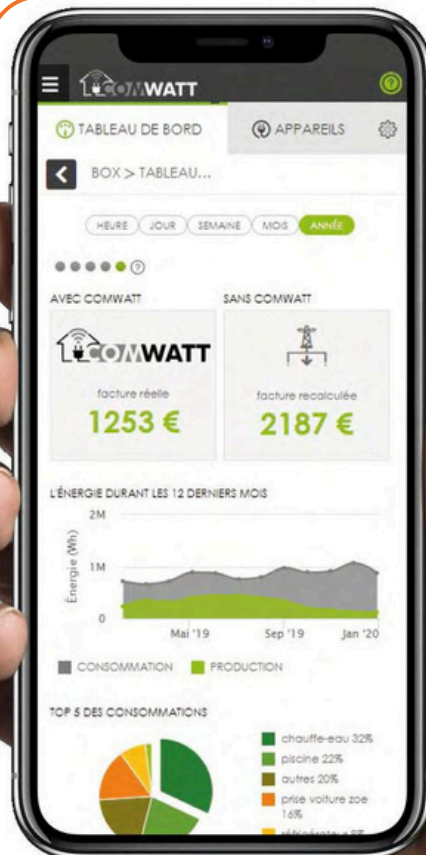 COMWATT
?
TABLEAU DE BORD
APPAREILS
BOX > TABLEAU...
HEURE
JOUR
SEMAINE
MOIS
ANNÉE
?
AVEC COMWATT
SANS COMWATT
COMWATT
facture réelle
1253 €
facture recalculée
2187 €
L'ÉNERGIE DURANT LES 12 DERNIERS MOIS
Énergie (Wh)
2M
1M
0
Mai '19
Sep '19
Jan '20
CONSOMMATION
PRODUCTION
TOP 5 DES CONSOMMATIONS
chauffe-eau 32%
piscine 22%
autres 20%
prise voiture zoe
16%
réfrigérateur 8%